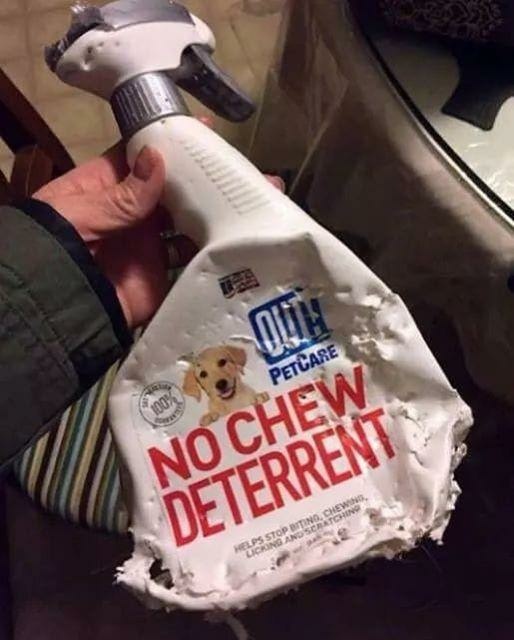 OUT!
PETCARE
100%
NO CHEW
DETERRENT
HELPS STOP BITING, CHEWING,
LICKING AND SCRATCHING